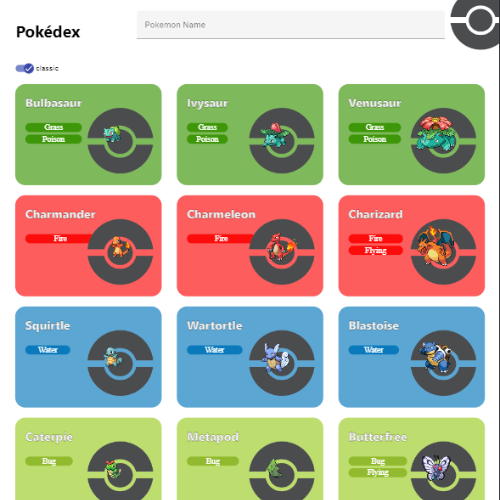 Pokédex
Pokemon Name
classic
Bulbasaur
Grass
Poison
Ivysaur
Grass
Poison
Venusaur
Grass
Poison
Charmander
Fire
Charmeleon
Fire
Charizard
Fire
Flying
Squirtle
Water
Wartortle
Water
Blastoise
Water
Caterpie
Bug
Metapod
Bug
Butterfree
Bug
Flying